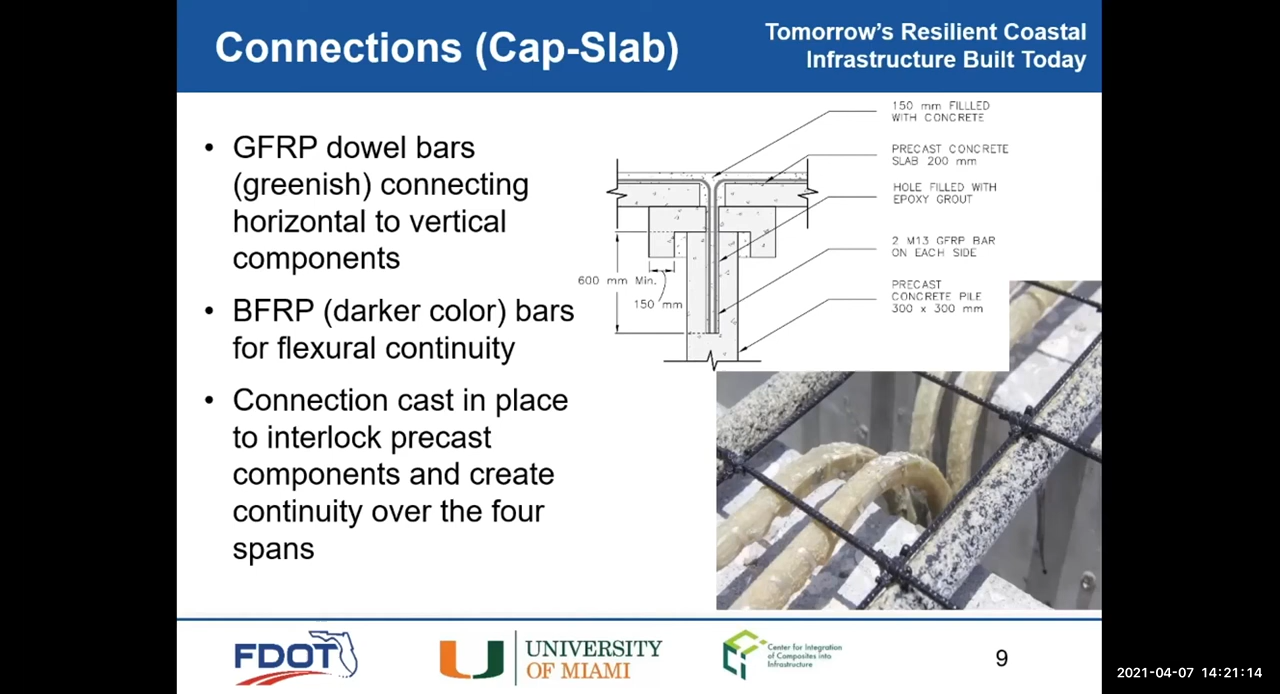 Connections (Cap-Slab)
Tomorrow's Resilient Coastal
Infrastructure Built Today
• GFRP dowel bars
(greenish) connecting
horizontal to vertical
components
• BFRP (darker color) bars
for flexural continuity
• Connection cast in place
to interlock precast
components and create
continuity over the four
spans
150 mm FILLLED
WITH CONCRETE
PRECAST CONCRETE
SLAB 200 mm
HOLE FILLED WITH
EPOXY GROUT
2 M13 GFRP BAR
ON EACH SIDE
PRECAST
CONCRETE PILE
300 x 300 mm
600 mm Min.
150 mm
FDOT
UNIVERSITY
OF MIAMI
Center for Integration
of Composites into
Infrastructure
9
2021-04-07 14:21:14